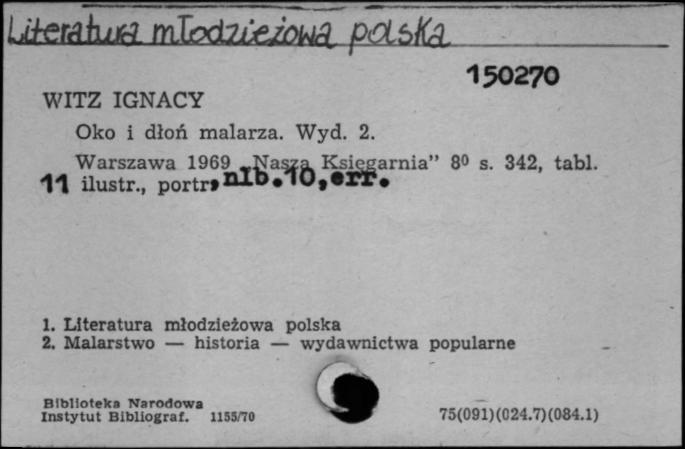 Literatura młodzieżowa polska
150270
WITZ IGNACY
Oko i dłoń malarza. Wyd. 2.
Warszawa 1969 „Nasza Księgarnia” 8⁰ s. 342, tabl.
11 ilustr., portr, nlb.10, err.
1. Literatura młodzieżowa polska
2. Malarstwo — historia — wydawnictwa popularne
Biblioteka Narodowa
Instytut Bibliograf. 1155/70 75(091)(024.7)(084.1)